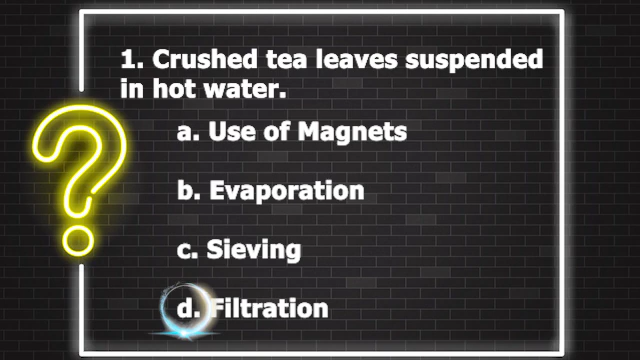 1. Crushed tea leaves suspended
in hot water.
a. Use of Magnets
b. Evaporation
c. Sieving
d. Filtration